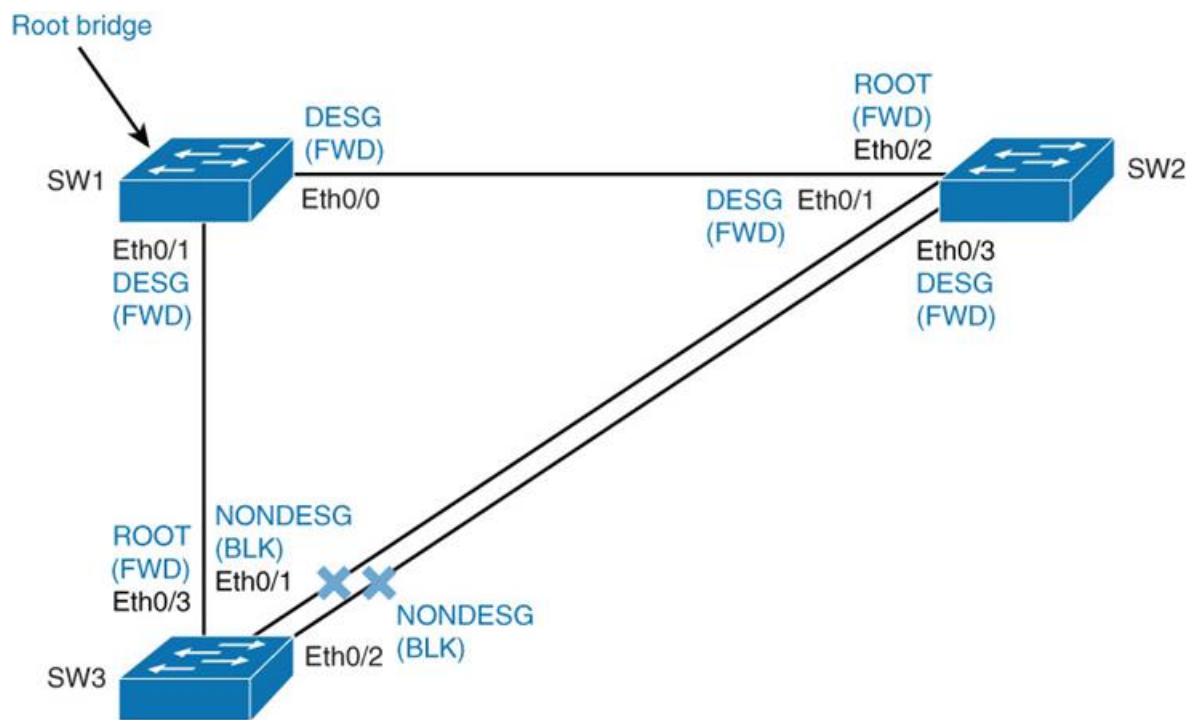 Root bridge
DESG
(FWD)
SW1
Eth0/0
Eth0/1
DESG
(FWD)
ROOT
(FWD)
Eth0/2
SW2
DESG
(FWD)
Eth0/1
Eth0/3
DESG
(FWD)
ROOT
(FWD)
Eth0/3
NONDESG
(BLK)
Eth0/1
NONDESG
(BLK)
Eth0/2
SW3